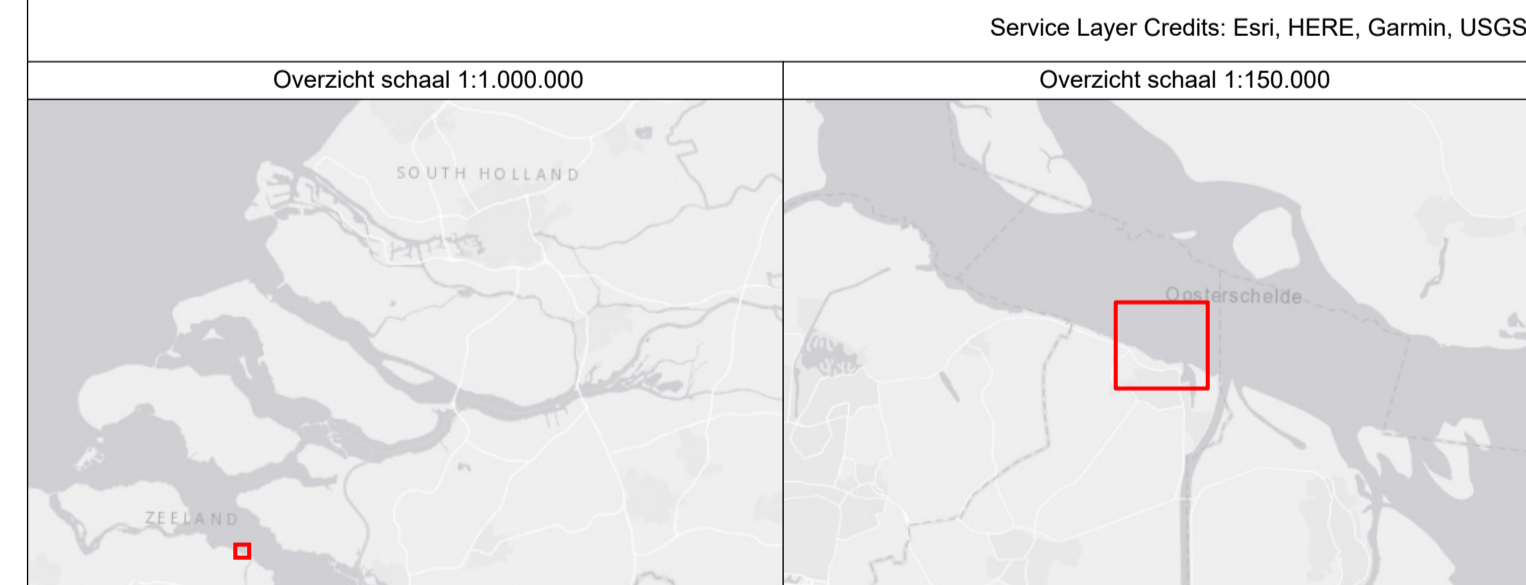 Service Layer Credits: Esri, HERE, Garmin, USGS
Overzicht schaal 1:1.000.000
Overzicht schaal 1:150.000
SOUTH HOLLAND
Oosterschelde
ZEELAND